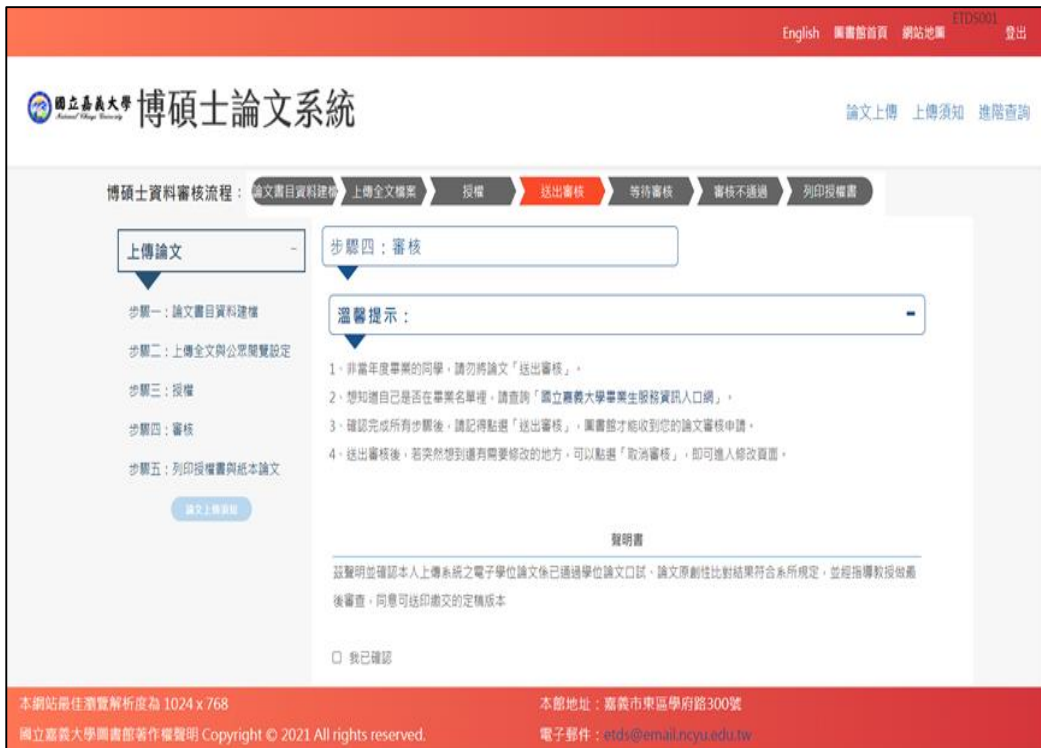 ETDS001
English 圖書館首頁 網站地圖 登出
國立嘉義大學 博碩士論文系統
National Chiayi University
論文上傳 上傳須知 進階查詢
博碩士資料審核流程： 論文書目資料建檔 上傳全文檔案 授權 送出審核 等待審核 審核不通過 列印授權書
上傳論文 -
步驟一：論文書目資料建檔
步驟二：上傳全文與公眾閱覽設定
步驟三：授權
步驟四：審核
步驟五：列印授權書與紙本論文
論文上傳須知
步驟四：審核
溫馨提示： -
1、非當年度畢業的同學，請勿將論文「送出審核」。
2、想知道自己是否在畢業名單裡，請查詢「國立嘉義大學畢業生服務資訊入口網」。
3、確認完成所有步驟後，請記得點選「送出審核」，圖書館才能收到您的論文審核申請。
4、送出審核後，若突然想到還有需要修改的地方，可以點選「取消審核」，即可進入修改頁面。
聲明書
茲聲明並確認本人上傳系統之電子學位論文係已通過學位論文口試、論文原創性比對結果符合系所規定，並經指導教授做最
後審查，同意可送印繳交的定稿版本
我已確認
本網站最佳瀏覽解析度為 1024 x 768
國立嘉義大學圖書館著作權聲明 Copyright © 2021 All rights reserved.
本館地址：嘉義市東區學府路300號
電子郵件：etds@email.ncyu.edu.tw